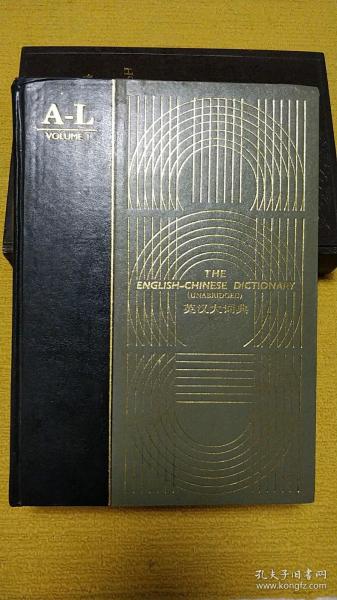 A-L
VOLUME 1
THE
ENGLISH-CHINESE DICTIONARY
(UNABRIDGED)
英汉大词典
孔夫子旧书网
www.kongfz.com